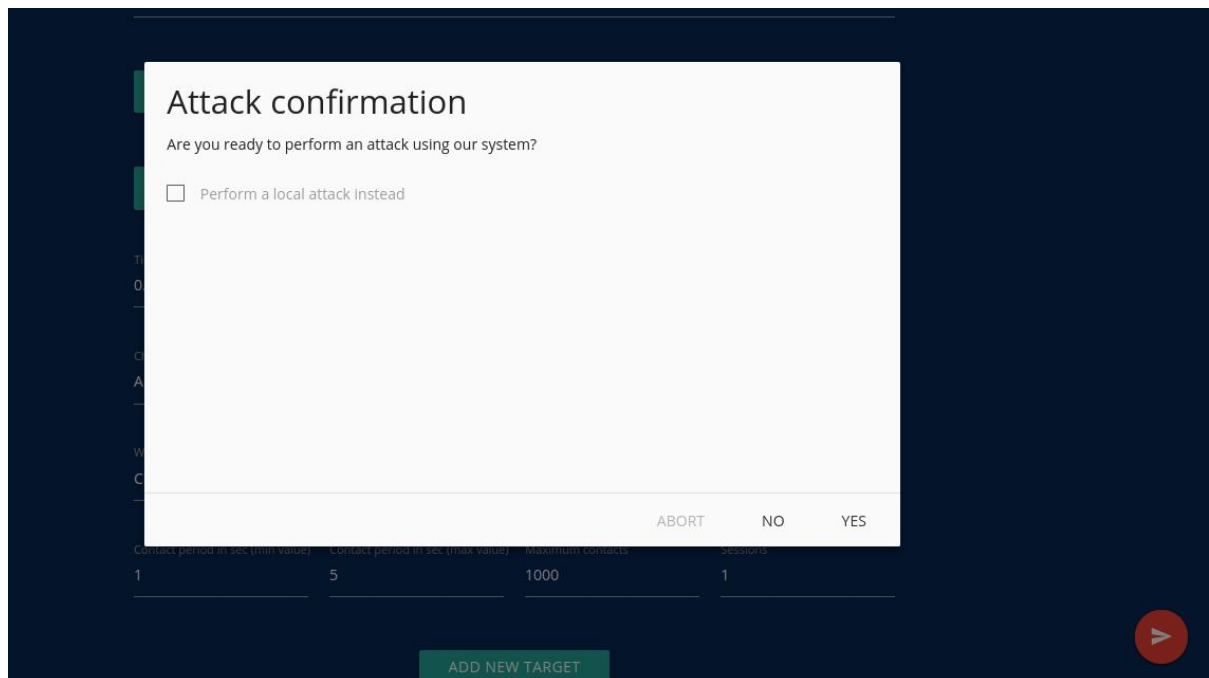 Attack confirmation
Are you ready to perform an attack using our system?
Perform a local attack instead
0.
A
C
ABORT NO YES
Contact period in sec (min value) Contact period in sec (max value) Maximum contacts Sessions
1 5 1000 1
ADD NEW TARGET